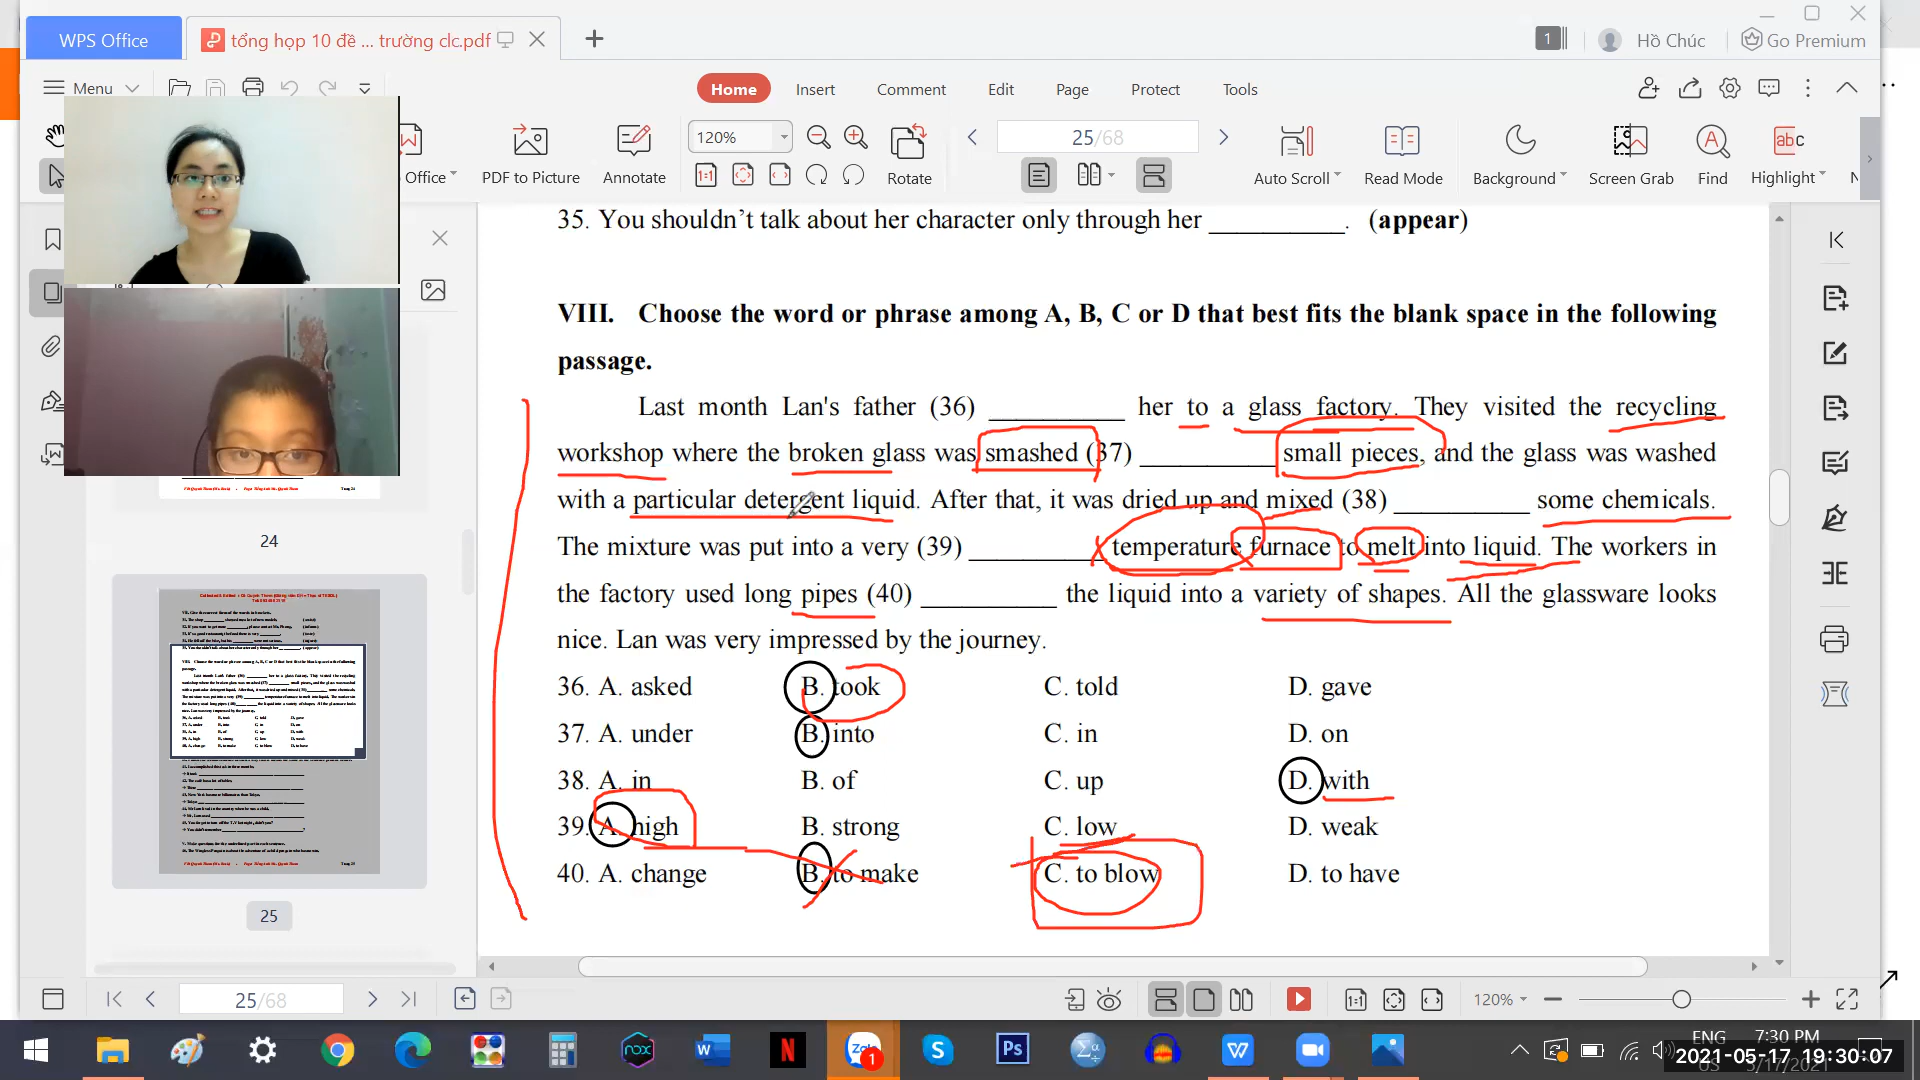 WPS Office
tổng họp 10 đề ... trường clc.pdf
1
Hồ Chúc
Go Premium
Menu
Home
Insert
Comment
Edit
Page
Protect
Tools
120%
25/68
Office
PDF to Picture
Annotate
Rotate
Auto Scroll
Read Mode
Background
Screen Grab
Find
Highlight
35. You shouldn't talk about her character only through her __________. (appear)
VIII. Choose the word or phrase among A, B, C or D that best fits the blank space in the following
passage.
Last month Lan's father (36) __________ her to a glass factory. They visited the recycling
workshop where the broken glass was smashed (37) __________ small pieces, and the glass was washed
with a particular detergent liquid. After that, it was dried up and mixed (38) __________ some chemicals.
The mixture was put into a very (39) __________ temperature furnace to melt into liquid. The workers in
the factory used long pipes (40) __________ the liquid into a variety of shapes. All the glassware looks
nice. Lan was very impressed by the journey.
36. A. asked B. took C. told D. gave
37. A. under B. into C. in D. on
38. A. in B. of C. up D. with
39. A. high B. strong C. low D. weak
40. A. change B. to make C. to blow D. to have
24
25
25/68
120%
ENG
7:30 PM
2021-05-17 19:30:07